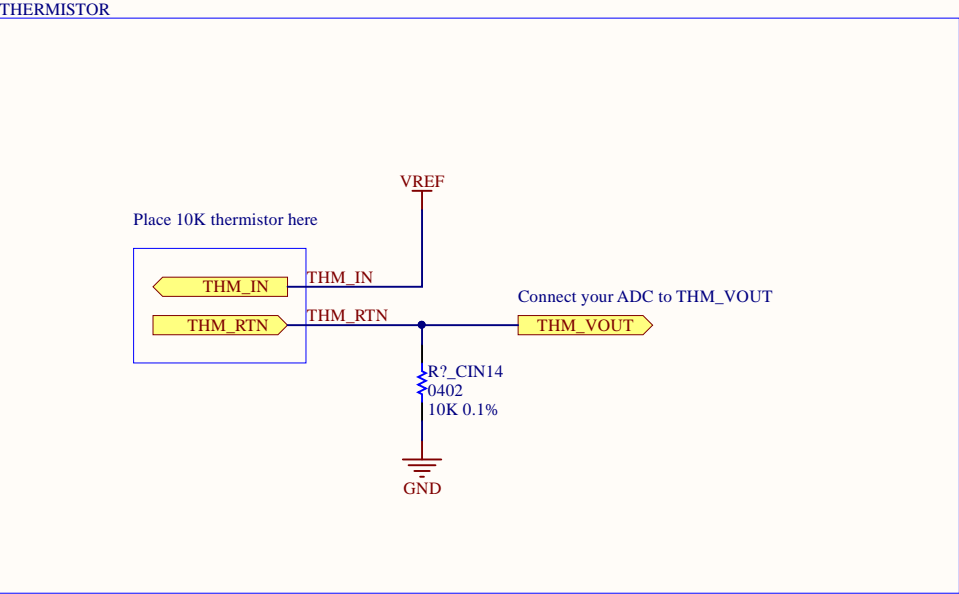 THERMISTOR
VREF
Place 10K thermistor here
THM_IN
THM_IN
Connect your ADC to THM_VOUT
THM_RTN
THM_RTN
THM_VOUT
R?_CIN14
0402
10K 0.1%
GND